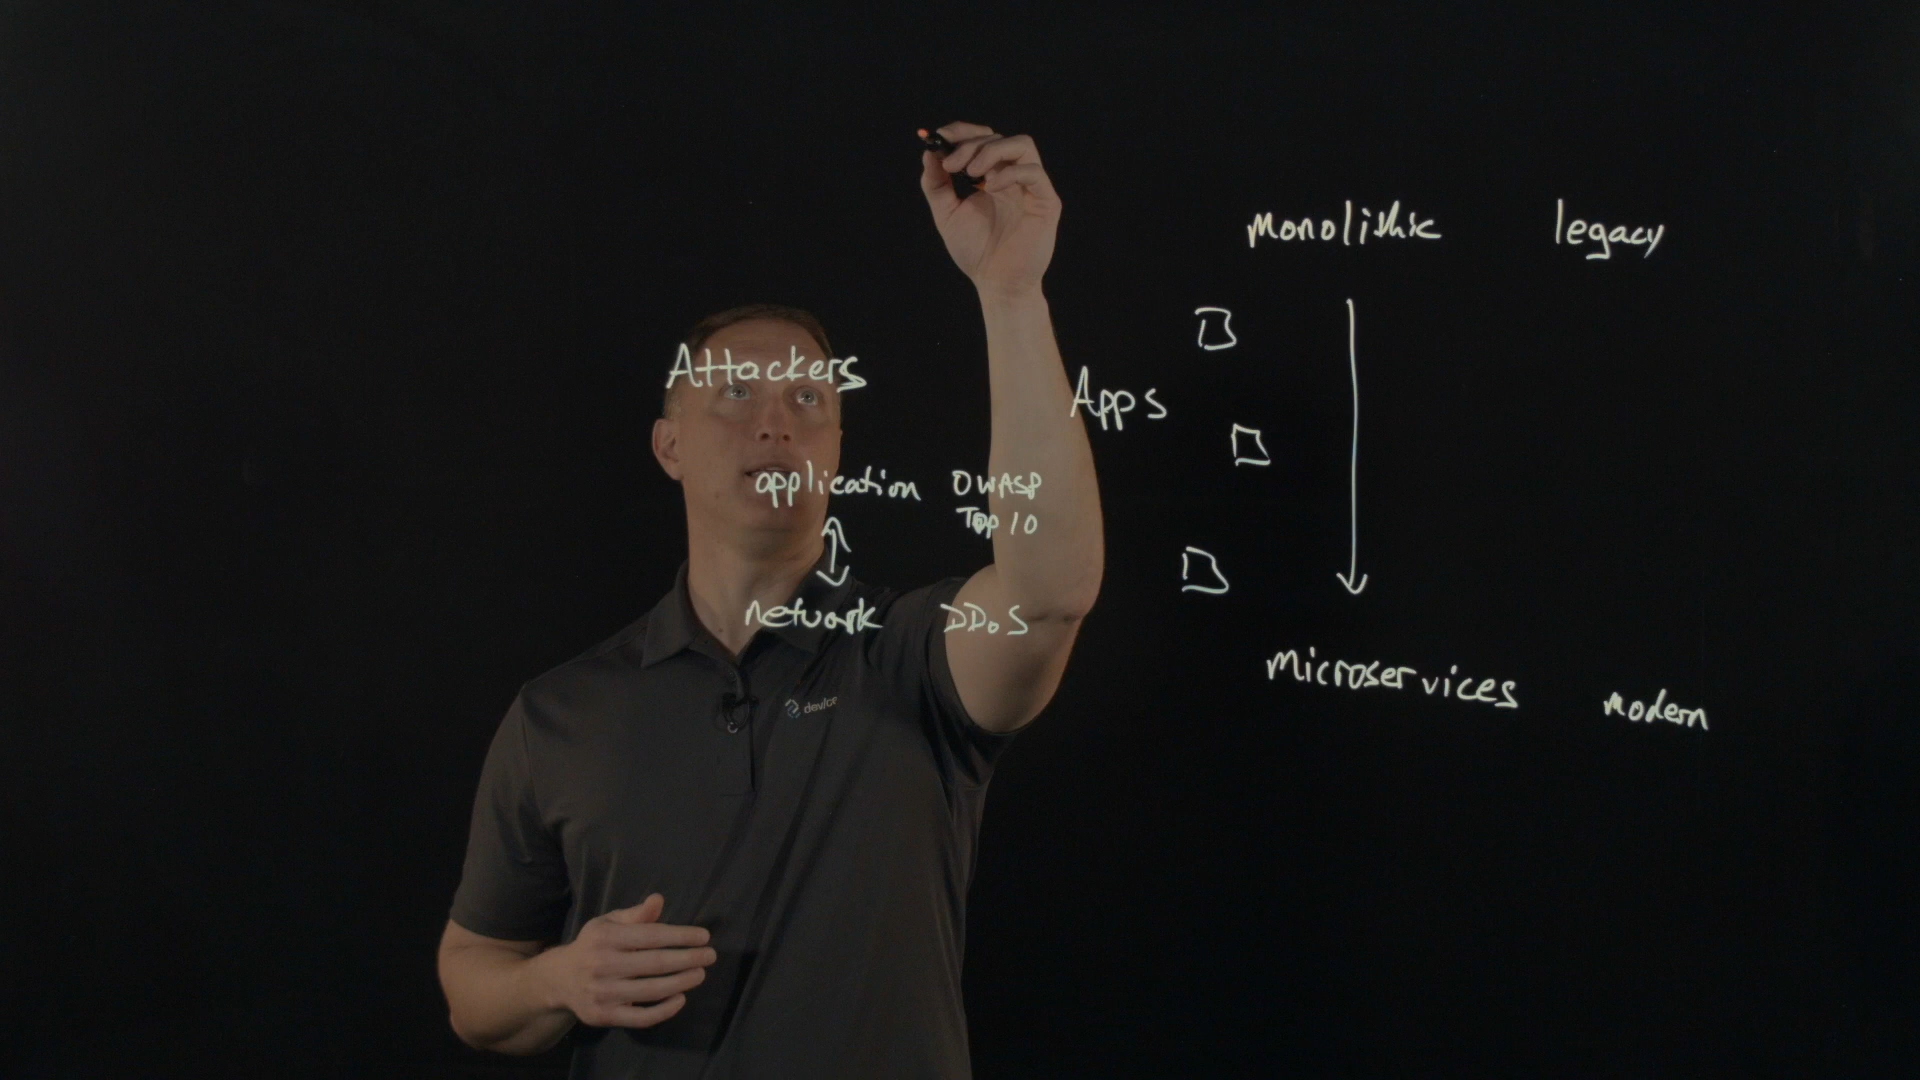 monolithic legacy
Attackers
Apps
application OWASP
Top 10
network DDoS
microservices modern
device